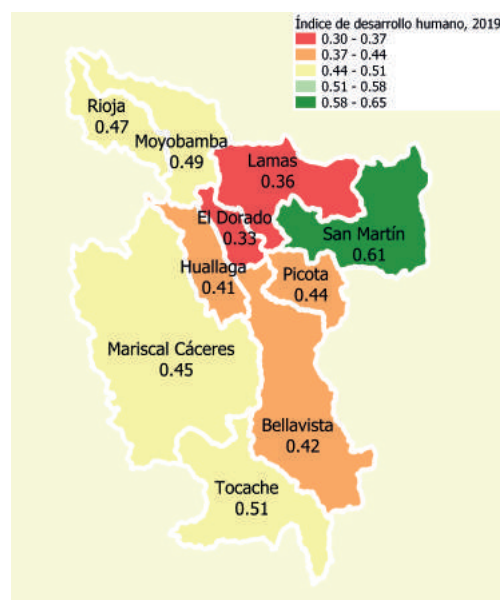 Índice de desarrollo humano, 2019
0.30 - 0.37
0.37 - 0.44
0.44 - 0.51
0.51 - 0.58
0.58 - 0.65
Rioja
0.47
Moyobamba
0.49
Lamas
0.36
El Dorado
0.33
San Martín
0.61
Huallaga
0.41
Picota
0.44
Mariscal Cáceres
0.45
Bellavista
0.42
Tocache
0.51